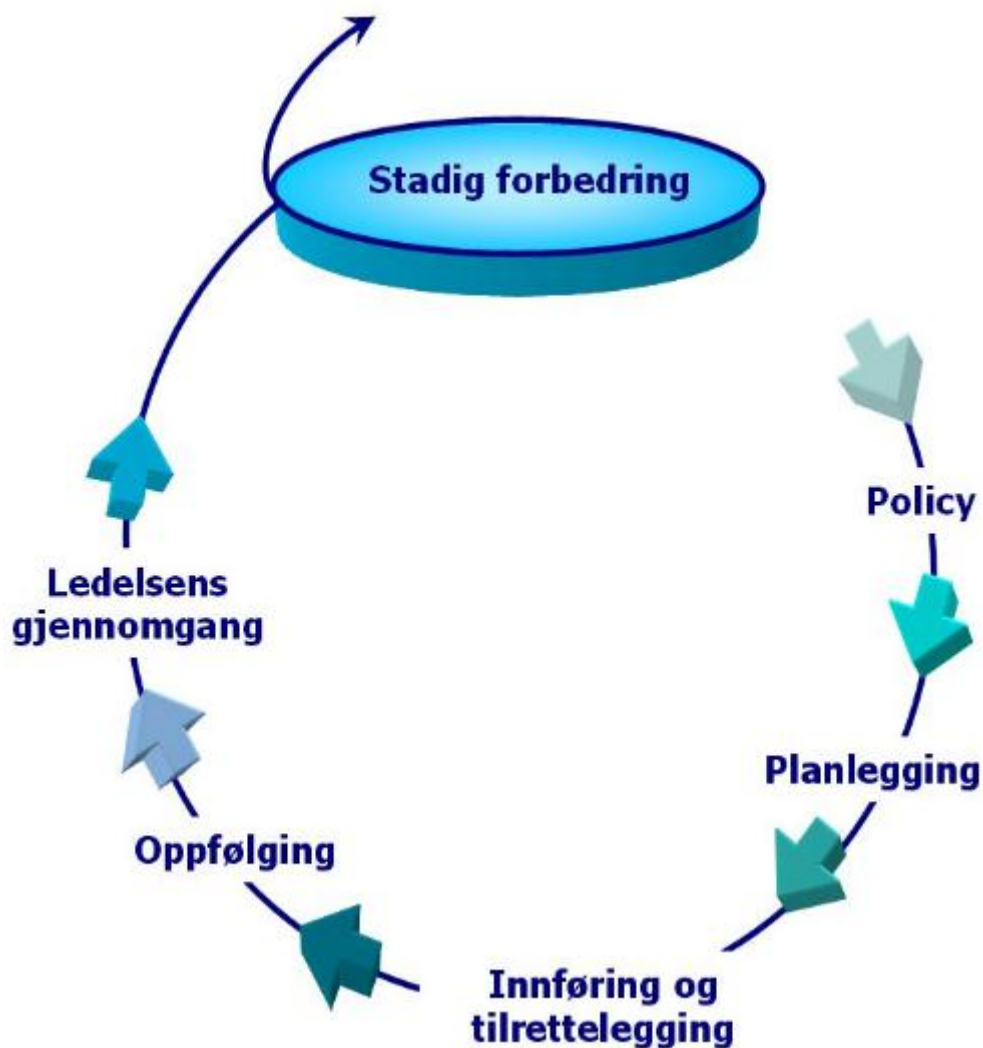 Stadig forbedring
Policy
Planlegging
Innføring og
tilrettelegging
Oppfølging
Ledelsens
gjennomgang